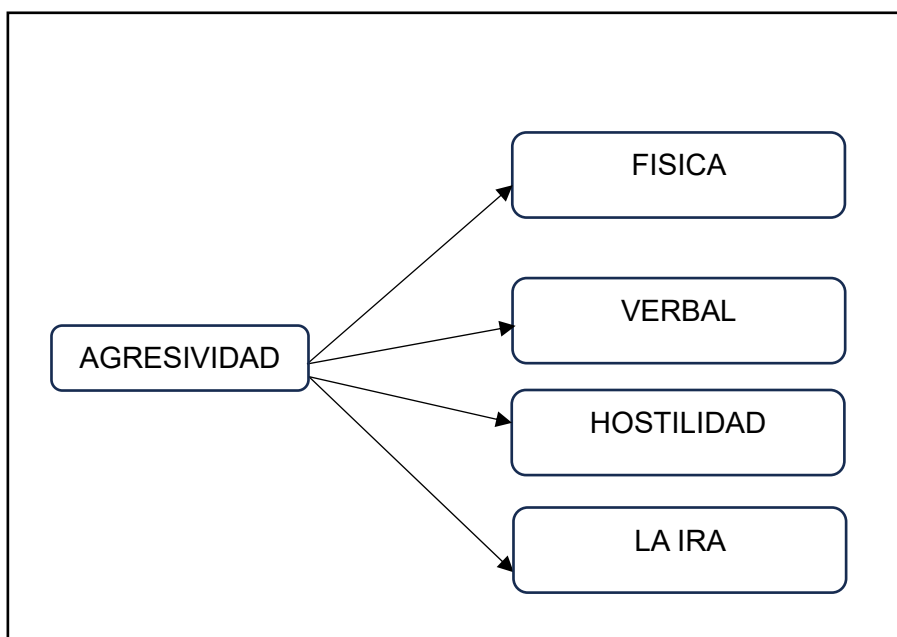 FISICA
VERBAL
AGRESIVIDAD
HOSTILIDAD
LA IRA